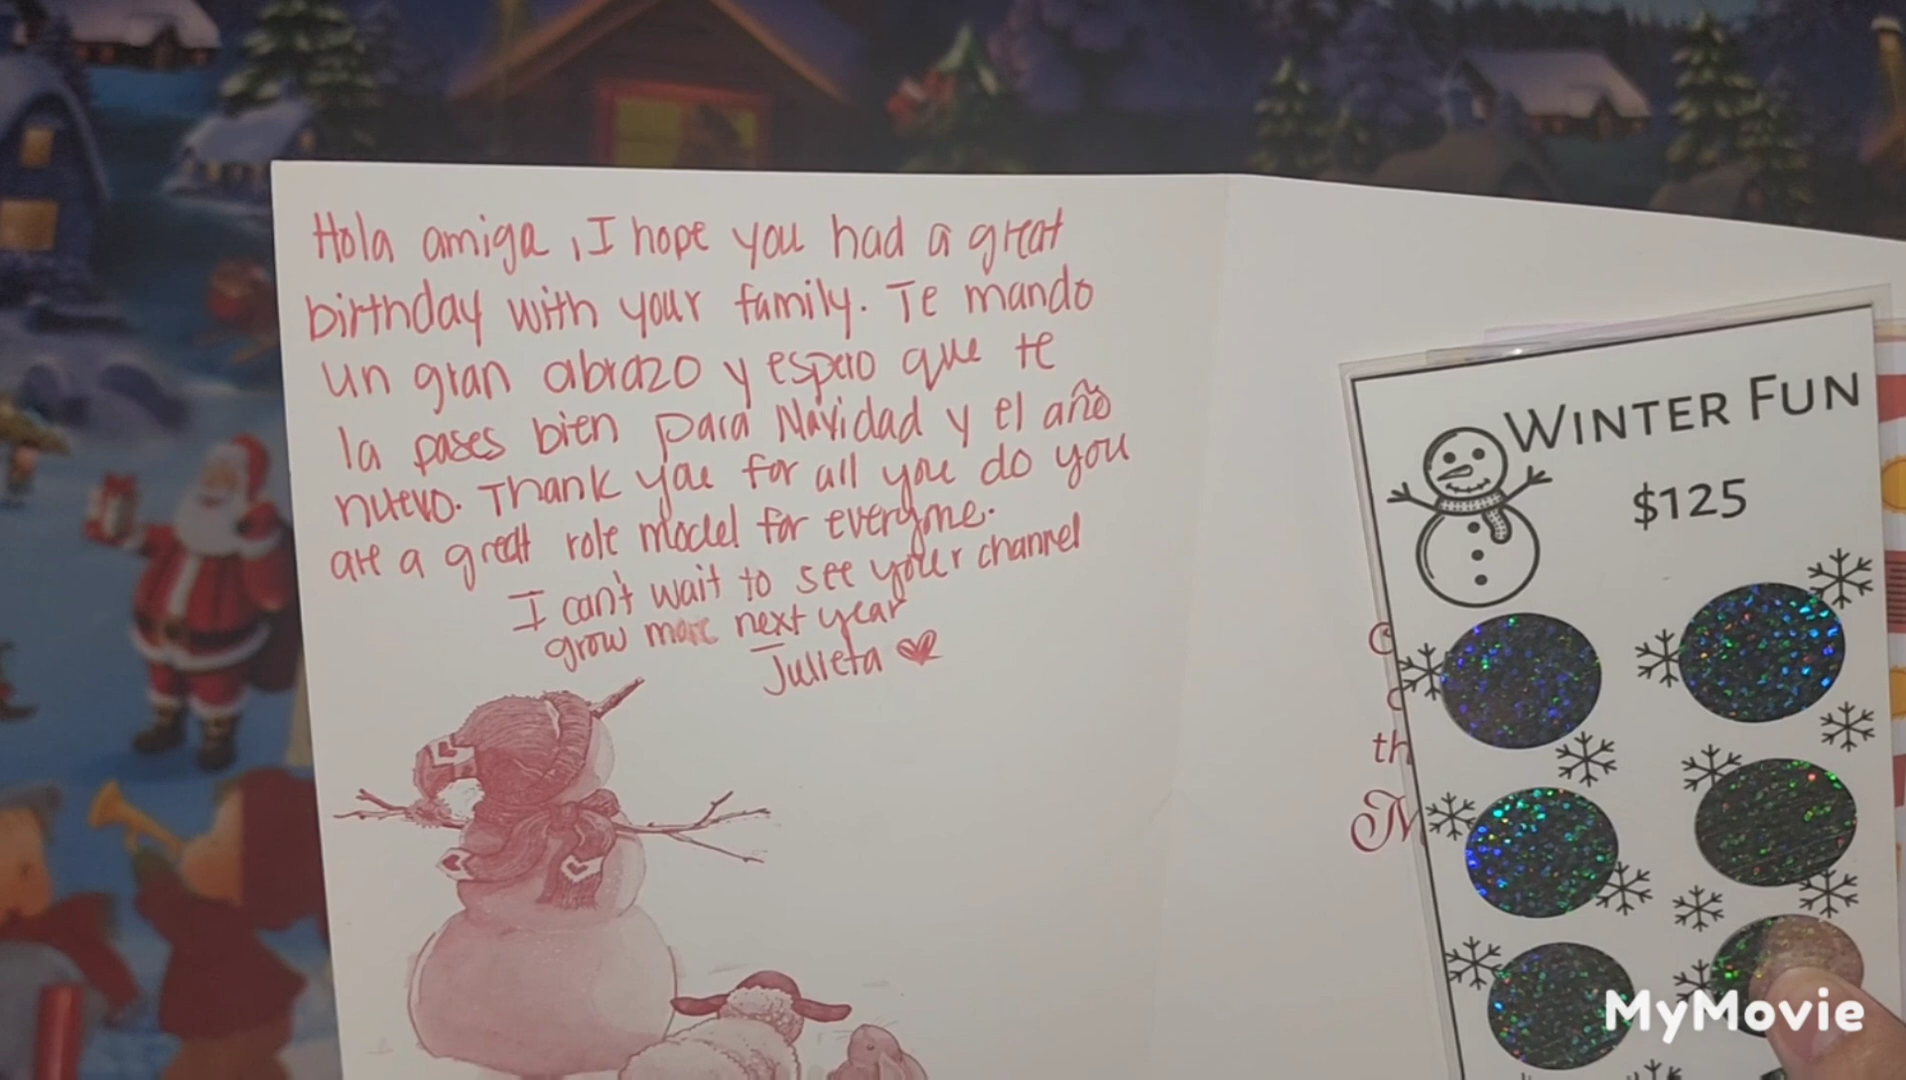 Hola amiga, I hope you had a great
birthday with your family. Te mando
un gran abrazo y espero que te
la pases bien para Navidad y el año
nuevo. Thank you for all you do you
are a great role model for everyone.
I can't wait to see your channel
grow more next year
Julieta
th
WINTER FUN
$125
MyMovie